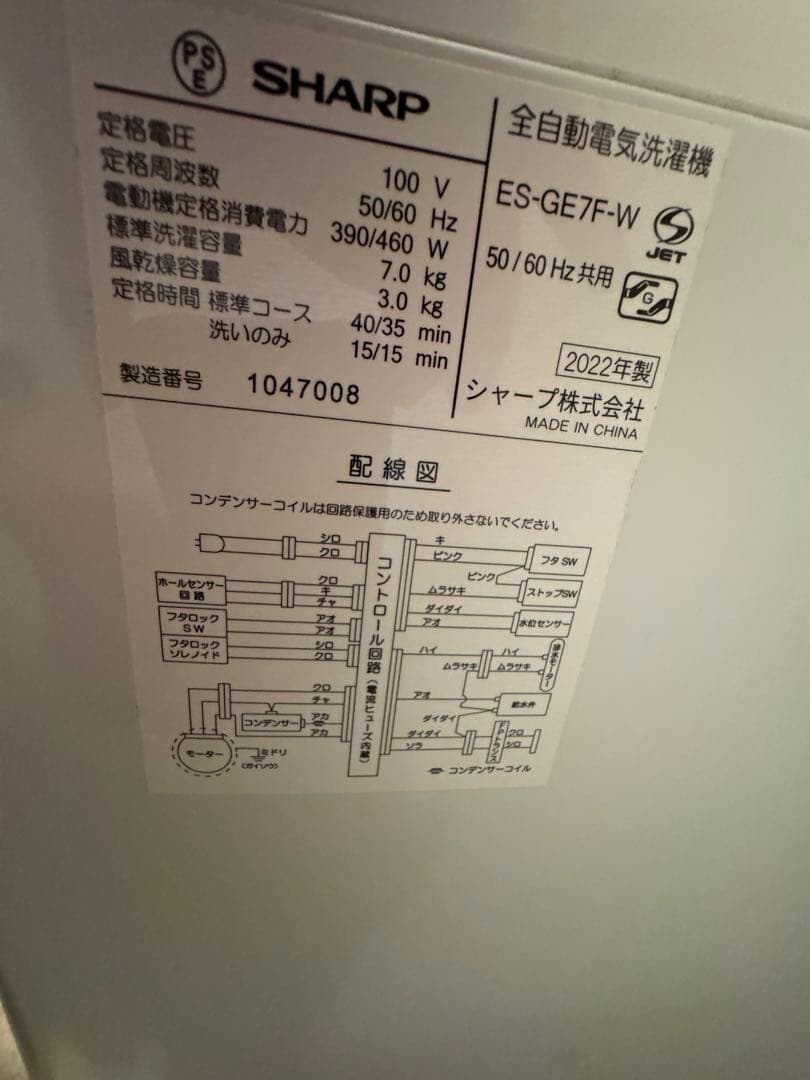 PSE SHARP
定格電圧 100 V
定格周波数 50/60 Hz
電動機定格消費電力 390/460 W
標準洗濯容量 7.0 kg
風乾燥容量 3.0 kg
定格時間 標準コース 40/35 min
洗いのみ 15/15 min
製造番号 1047008
全自動電気洗濯機
ES-GE7F-W
S JET
50/60Hz共用
G
2022年製
シャープ株式会社
MADE IN CHINA
配線図
コンデンサーコイルは回路保護用のため取り外さないでください。
シロ
クロ
ホールセンサー
回路
クロ
キ
チャ
フタロック
SW
アオ
アオ
フタロック
ソレノイド
シロ
クロ
クロ
チャ
コンデンサー
アカ
アカ
モーター
ミドリ
(ガイソウ)
コントロール回路(電流ヒューズ内蔵)
キ
ピンク
フタSW
ピンク
ムラサキ
ストップSW
ダイダイ
アオ
水位センサー
ハイ
ムラサキ
ハイ
ムラサキ
排水モーター
アオ
給水弁
ダイダイ
ダイダイ
ソラ
トランス
クロ
シロ
コンデンサーコイル